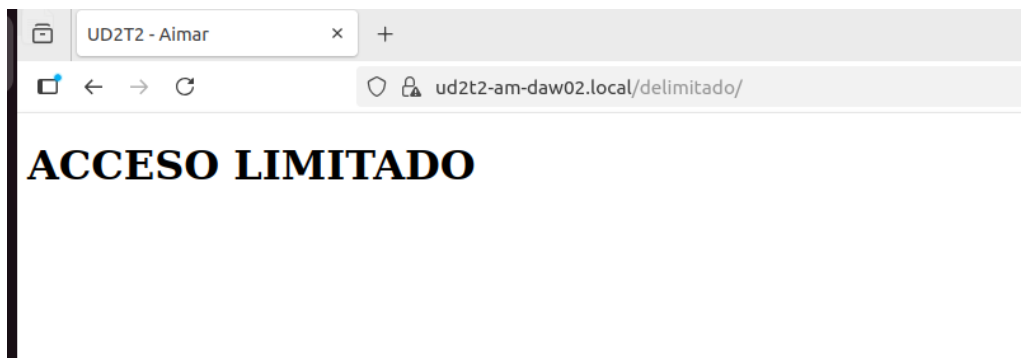 UD2T2 - Aimar
ud2t2-am-daw02.local/delimitado/
ACCESO LIMITADO